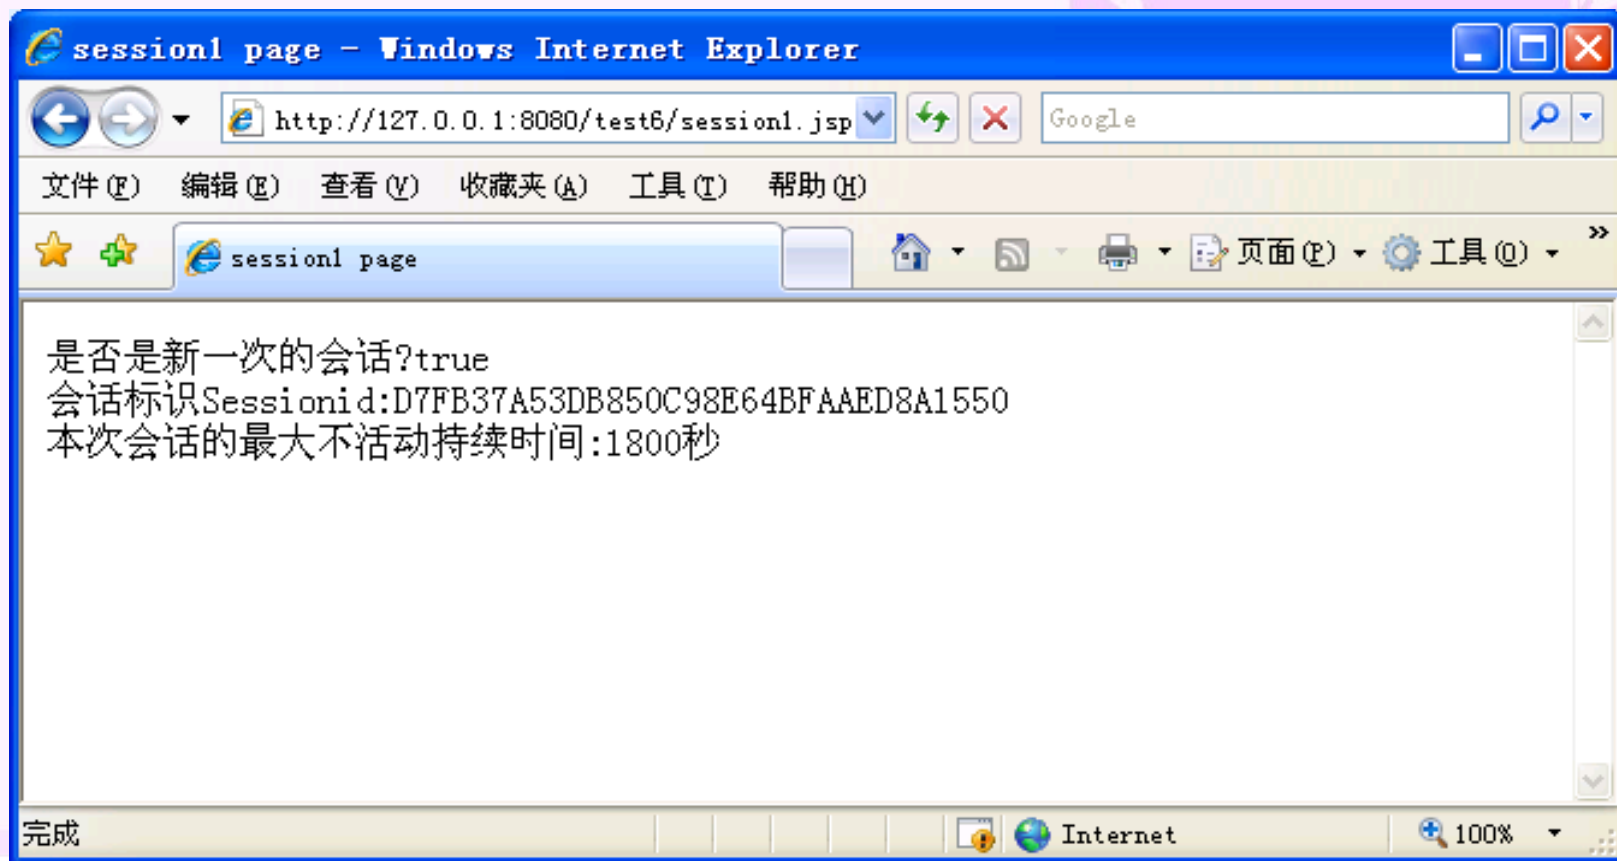 session1 page - Windows Internet Explorer
http://127.0.0.1:8080/test6/session1.jsp
Google
文件(F) 编辑(E) 查看(V) 收藏夹(A) 工具(T) 帮助(H)
session1 page
页面(P) 工具(O) »
是否是新一次的会话?true
会话标识Sessionid:D7FB37A53DB850C98E64BFAAED8A1550
本次会话的最大不活动持续时间:1800秒
完成 Internet 100%